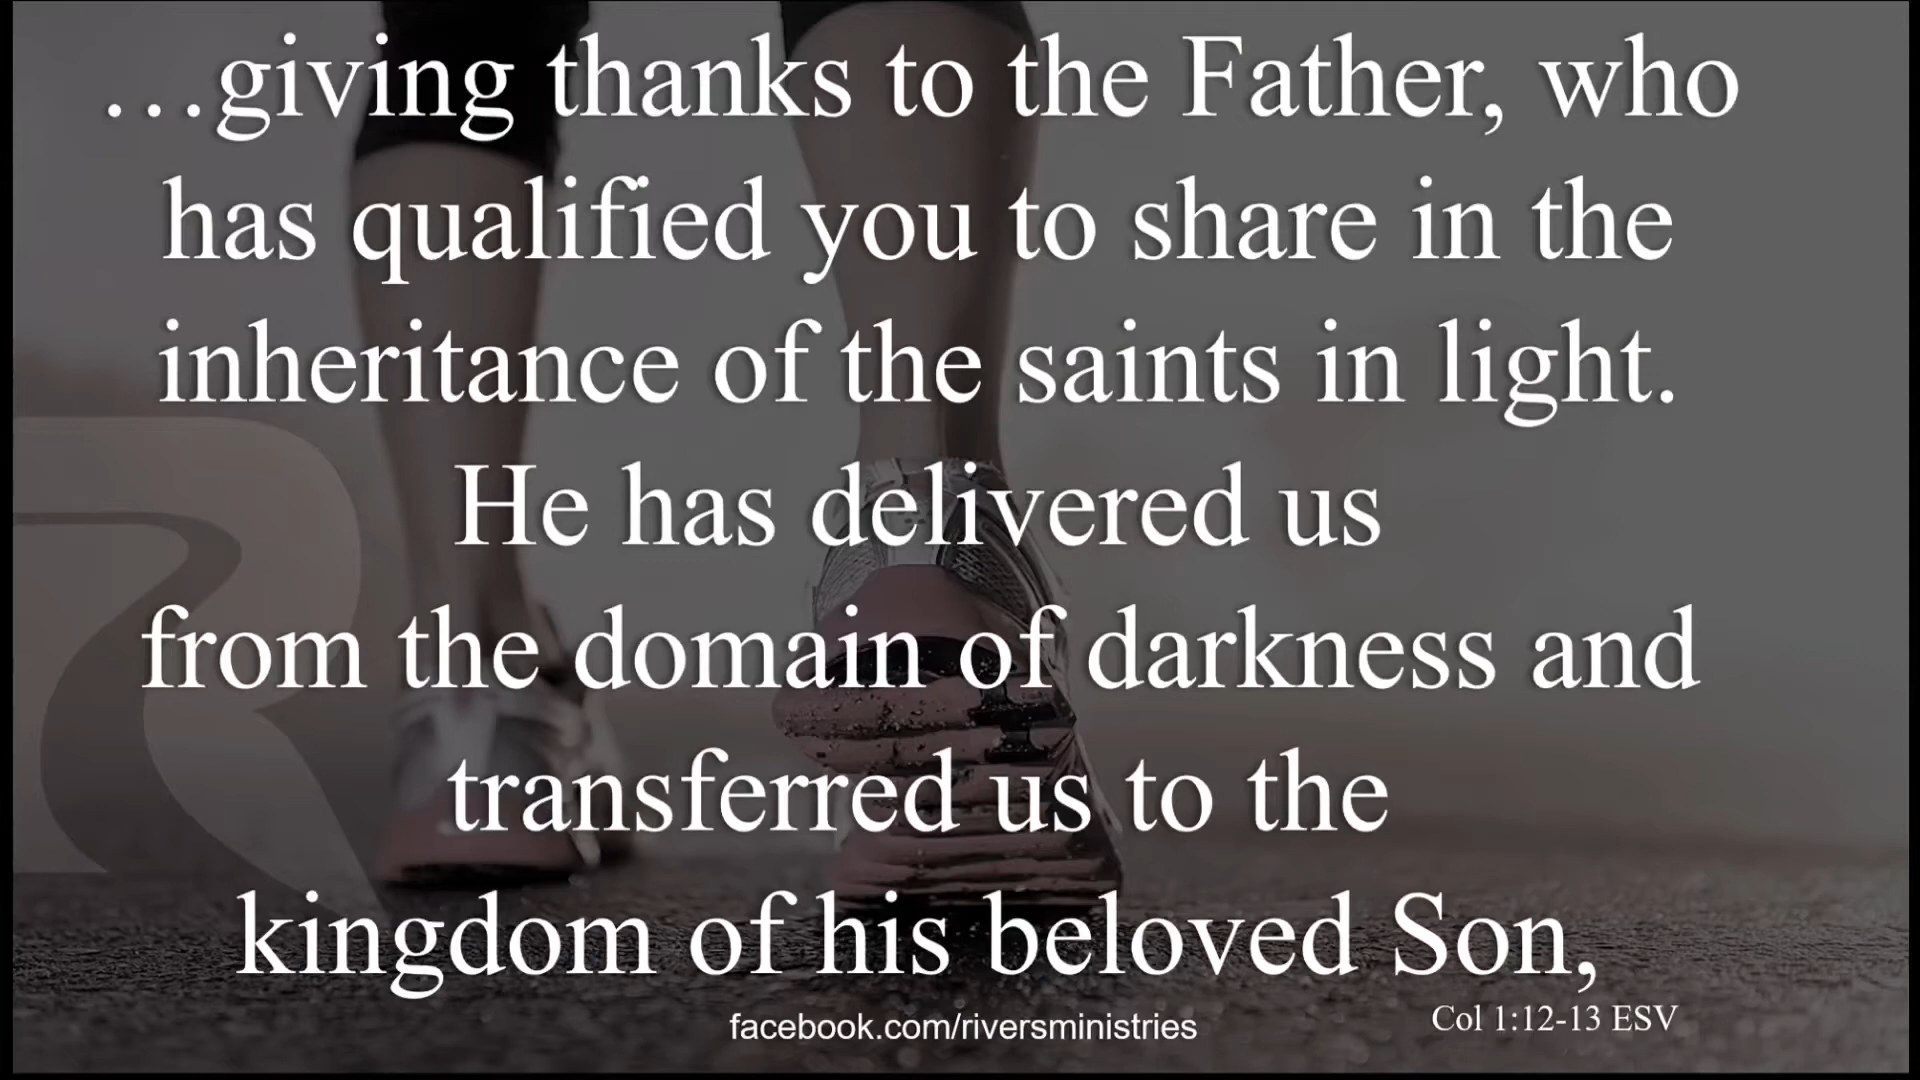 …giving thanks to the Father, who
has qualified you to share in the
inheritance of the saints in light.
He has delivered us
from the domain of darkness and
transferred us to the
kingdom of his beloved Son,
Col 1:12-13 ESV
facebook.com/riversministries